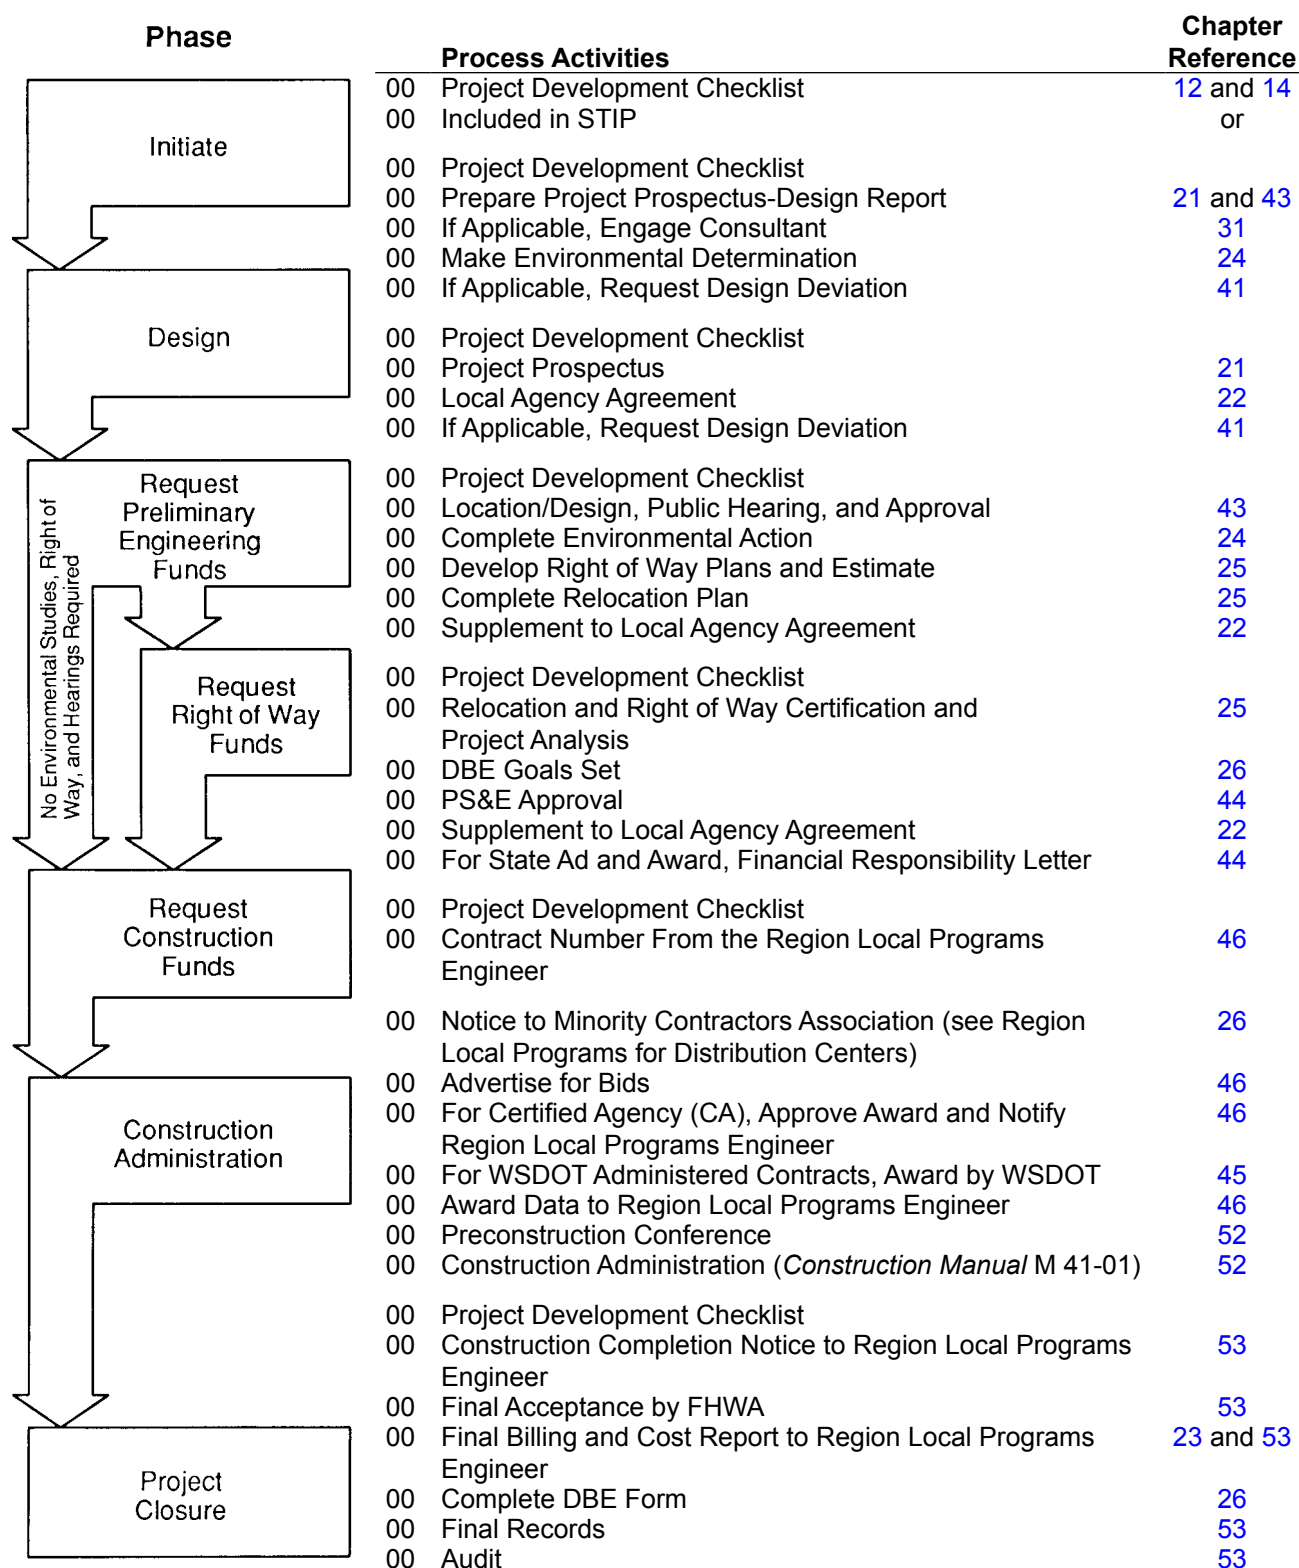 Phase
Process Activities
Chapter
Reference
00 Project Development Checklist 12 and 14
00 Included in STIP or
Initiate
00 Project Development Checklist
00 Prepare Project Prospectus-Design Report 21 and 43
00 If Applicable, Engage Consultant 31
00 Make Environmental Determination 24
00 If Applicable, Request Design Deviation 41
Design
00 Project Development Checklist
00 Project Prospectus 21
00 Local Agency Agreement 22
00 If Applicable, Request Design Deviation 41
Request
Preliminary
Engineering
Funds
No Environmental Studies, Right of
Way, and Hearings Required
00 Project Development Checklist
00 Location/Design, Public Hearing, and Approval 43
00 Complete Environmental Action 24
00 Develop Right of Way Plans and Estimate 25
00 Complete Relocation Plan 25
00 Supplement to Local Agency Agreement 22
Request
Right of Way
Funds
00 Project Development Checklist
00 Relocation and Right of Way Certification and 25
Project Analysis
00 DBE Goals Set 26
00 PS&E Approval 44
00 Supplement to Local Agency Agreement 22
00 For State Ad and Award, Financial Responsibility Letter 44
Request
Construction
Funds
00 Project Development Checklist
00 Contract Number From the Region Local Programs 46
Engineer
00 Notice to Minority Contractors Association (see Region 26
Local Programs for Distribution Centers)
00 Advertise for Bids 46
00 For Certified Agency (CA), Approve Award and Notify 46
Region Local Programs Engineer
Construction
Administration
00 For WSDOT Administered Contracts, Award by WSDOT 45
00 Award Data to Region Local Programs Engineer 46
00 Preconstruction Conference 52
00 Construction Administration (Construction Manual M 41-01) 52
00 Project Development Checklist
00 Construction Completion Notice to Region Local Programs 53
Engineer
00 Final Acceptance by FHWA 53
00 Final Billing and Cost Report to Region Local Programs 23 and 53
Engineer
Project
Closure
00 Complete DBE Form 26
00 Final Records 53
00 Audit 53